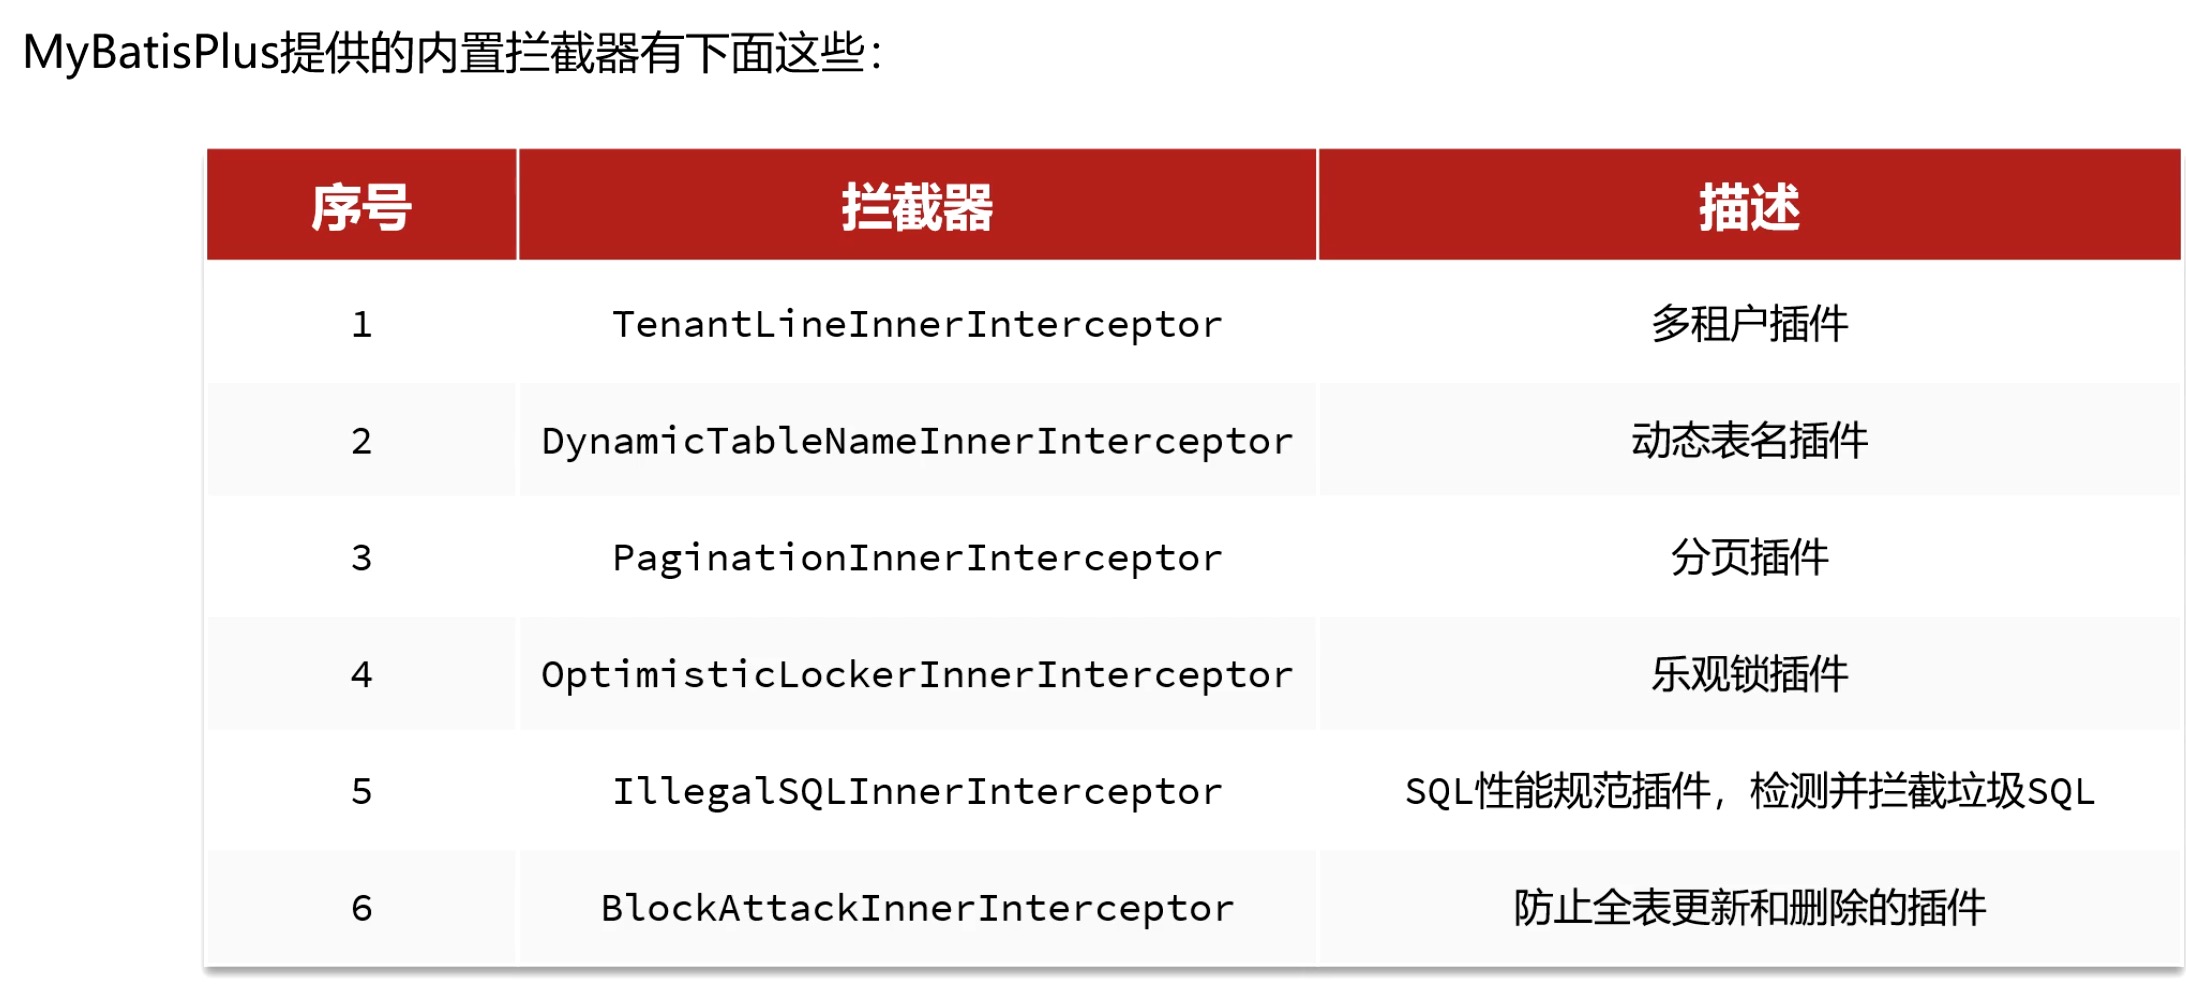 MyBatisPlus提供的内置拦截器有下面这些：
序号 拦截器 描述
1 TenantLineInnerInterceptor 多租户插件
2 DynamicTableNameInnerInterceptor 动态表名插件
3 PaginationInnerInterceptor 分页插件
4 OptimisticLockerInnerInterceptor 乐观锁插件
5 IllegalSQLInnerInterceptor SQL性能规范插件，检测并拦截垃圾SQL
6 BlockAttackInnerInterceptor 防止全表更新和删除的插件